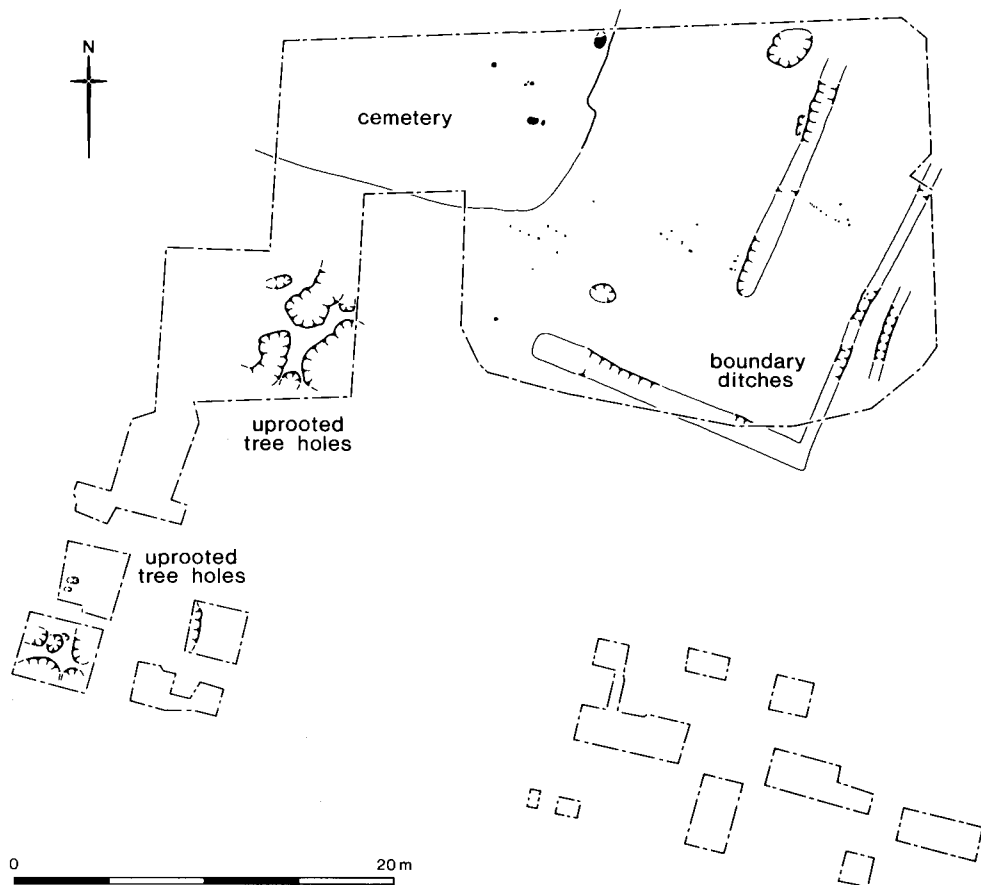 N
cemetery
boundary
ditches
uprooted
tree holes
uprooted
tree holes
0
20 m